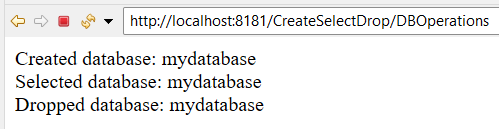 http://localhost:8181/CreateSelectDrop/DBOperations
Created database: mydatabase
Selected database: mydatabase
Dropped database: mydatabase